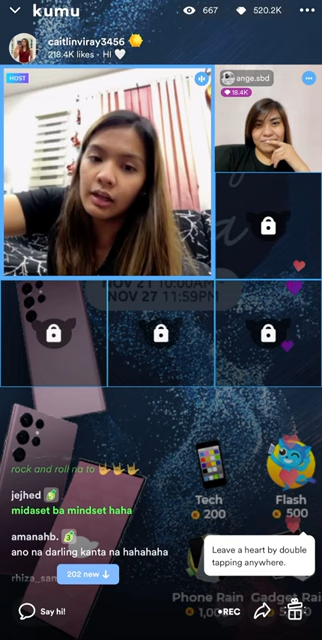 kumu
667
520.2K
caitlinviray3456
218.4K likes • HI
HOST
ange.sbd
18.4K
NOV 21 10:00AM
NOV 27 11:59PM
rock and roll na to
jejhed
midaset ba mindset haha
Tech
200
Flash
500
amanahb.
ano na darling kanta na hahahaha
Leave a heart by double
tapping anywhere.
202 new ↓
Phone Rain
Say hi!
REC